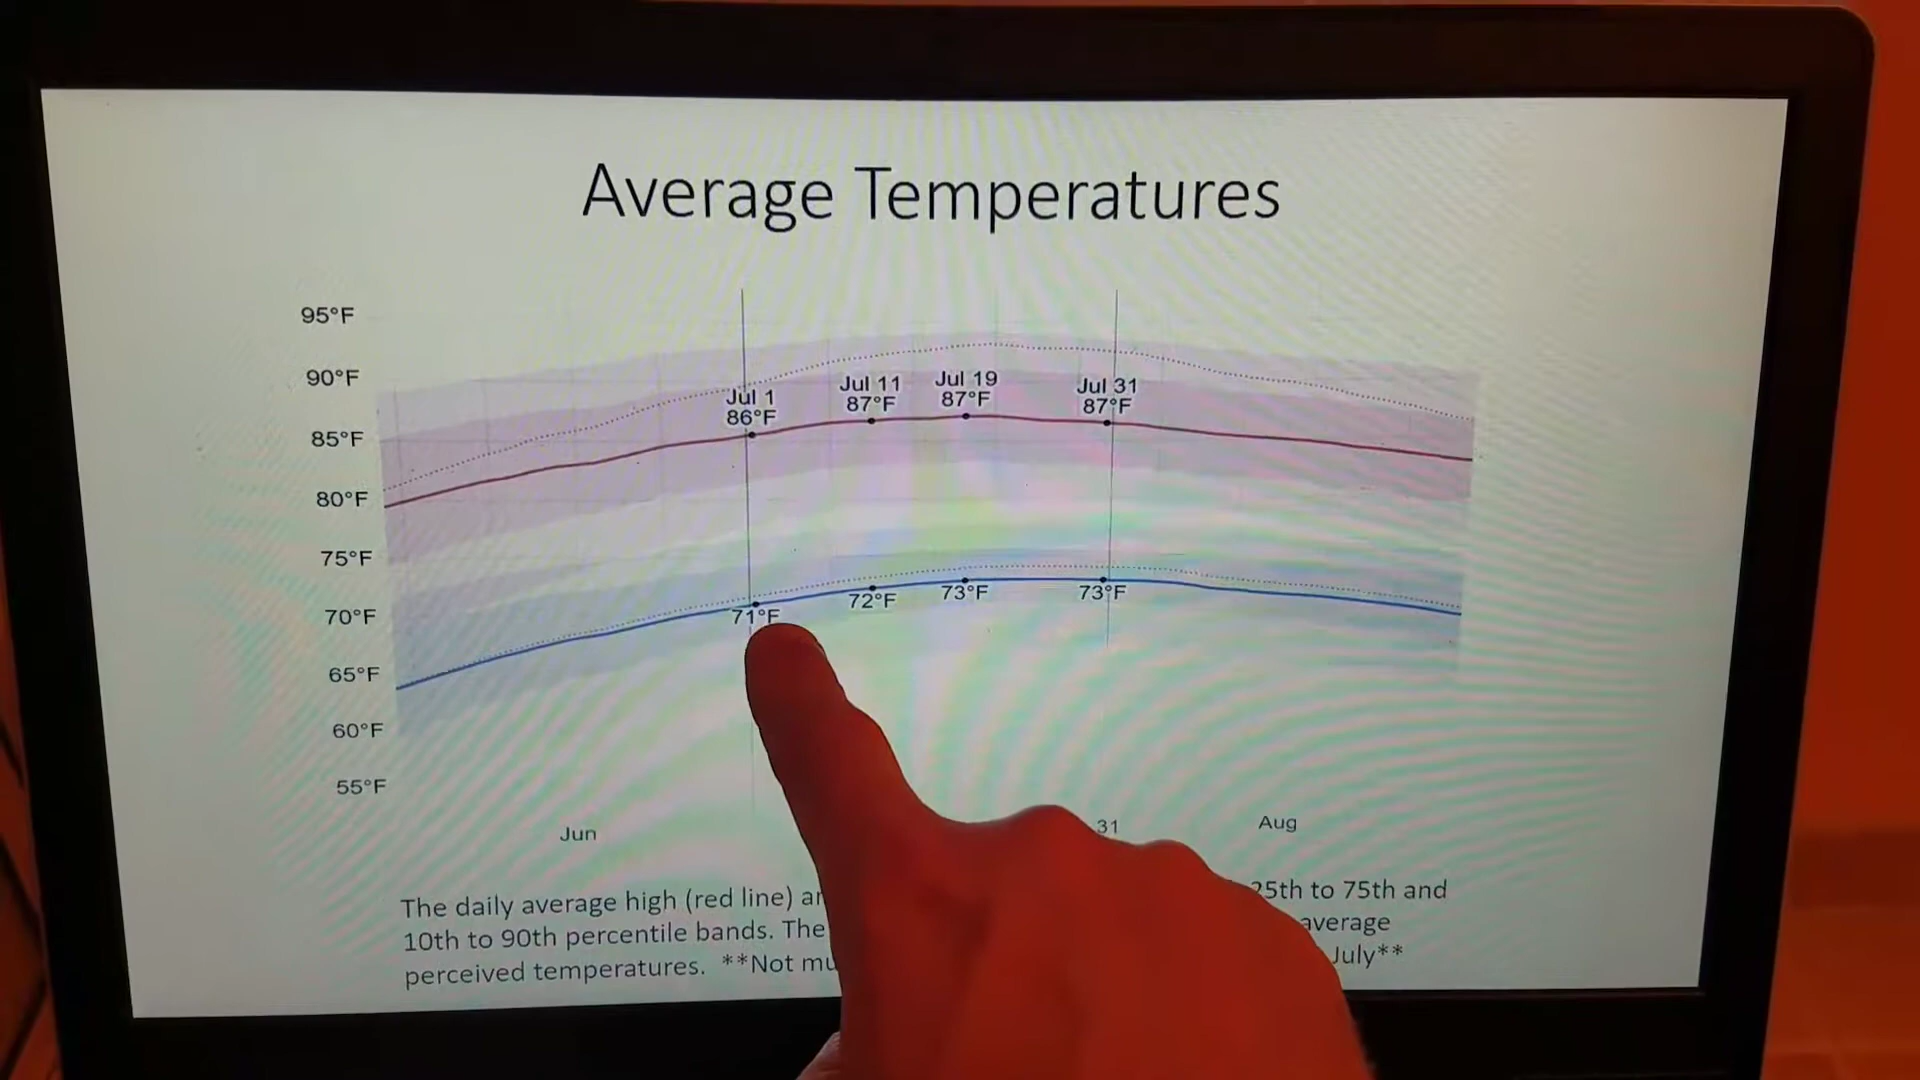 Average Temperatures
95°F
90°F
85°F
80°F
75°F
70°F
65°F
60°F
55°F
Jul 1
86°F
Jul 11
87°F
Jul 19
87°F
Jul 31
87°F
71°F
72°F
73°F
73°F
Jun
31
Aug
The daily average high (red line) 25th to 75th and
10th to 90th percentile bands. The average
perceived temperatures. **Not July**